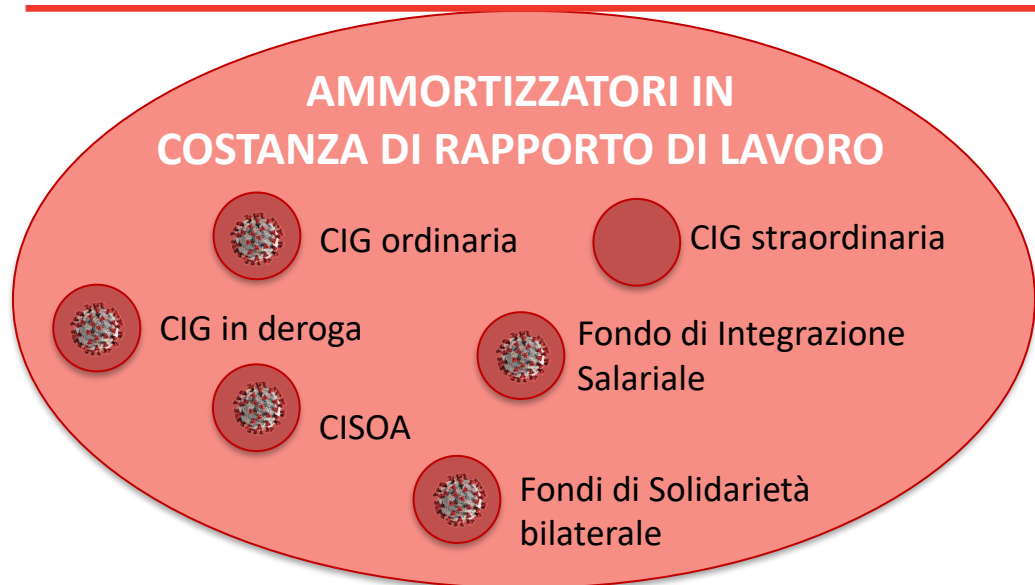 AMMORTIZZATORI IN
COSTANZA DI RAPPORTO DI LAVORO
CIG ordinaria
CIG straordinaria
CIG in deroga
Fondo di Integrazione
Salariale
CISOA
Fondi di Solidarietà
bilaterale